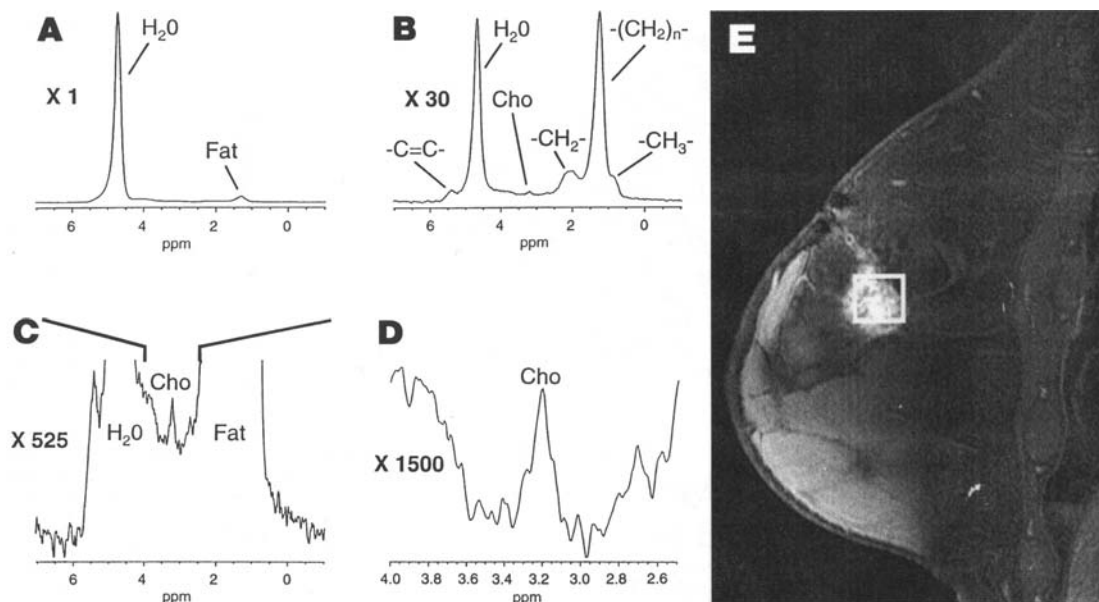 A
H₂0
X 1
Fat
6 4 2 0
ppm
B
H₂0
-(CH2)n-
X 30
Cho
-CH₂-
-C=C-
-CH₃-
6 4 2 0
ppm
C
Cho
H₂0
Fat
X 525
6 4 2 0
ppm
D
Cho
X 1500
4.0 3.8 3.6 3.4 3.2 3.0 2.8 2.6
ppm
E